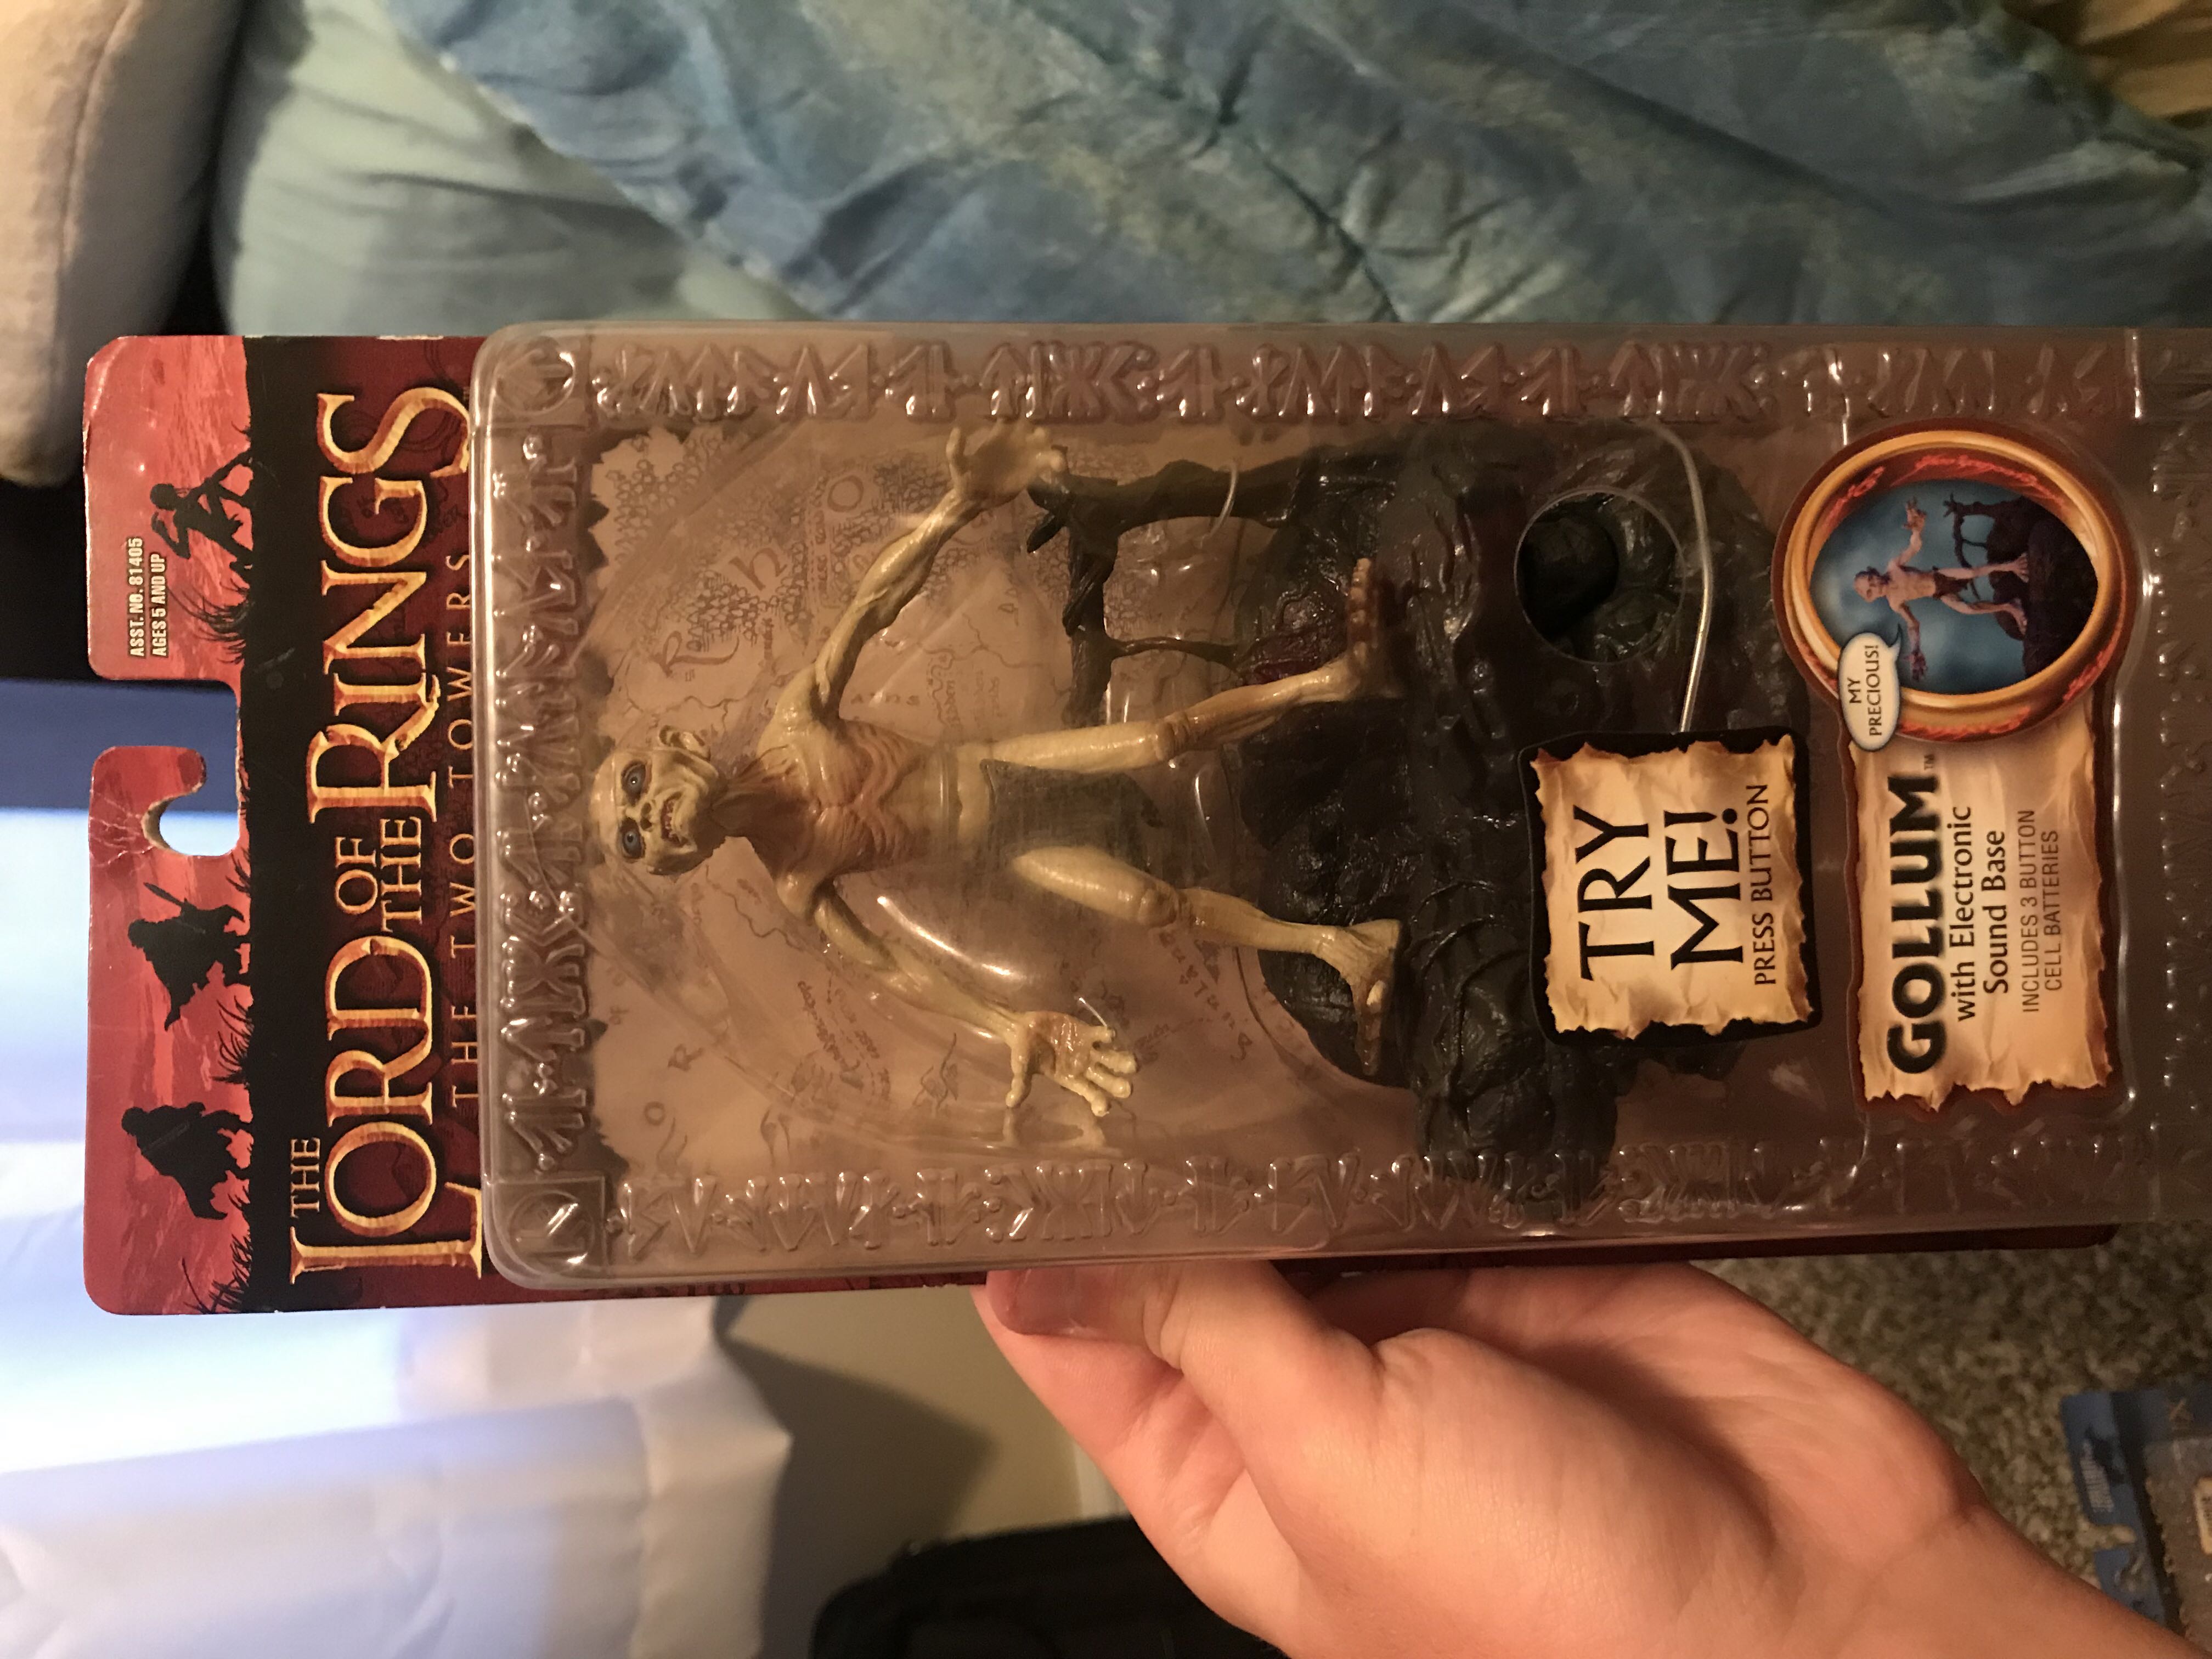 ASST. NO. 81405
AGES 5 AND UP
THE
LORD OF THE RINGS
THE TWO TOWERS
TRY
ME!
PRESS BUTTON
MY
PRECIOUS!
GOLLUM™
with Electronic
Sound Base
INCLUDES 3 BUTTON
CELL BATTERIES